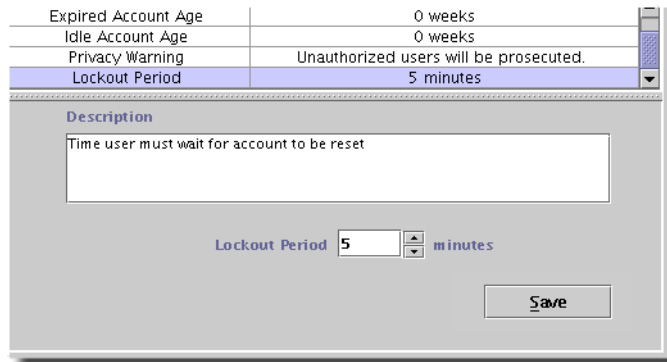 Expired Account Age 0 weeks
Idle Account Age 0 weeks
Privacy Warning Unauthorized users will be prosecuted.
Lockout Period 5 minutes
Description
Time user must wait for account to be reset
Lockout Period 5 minutes
Save